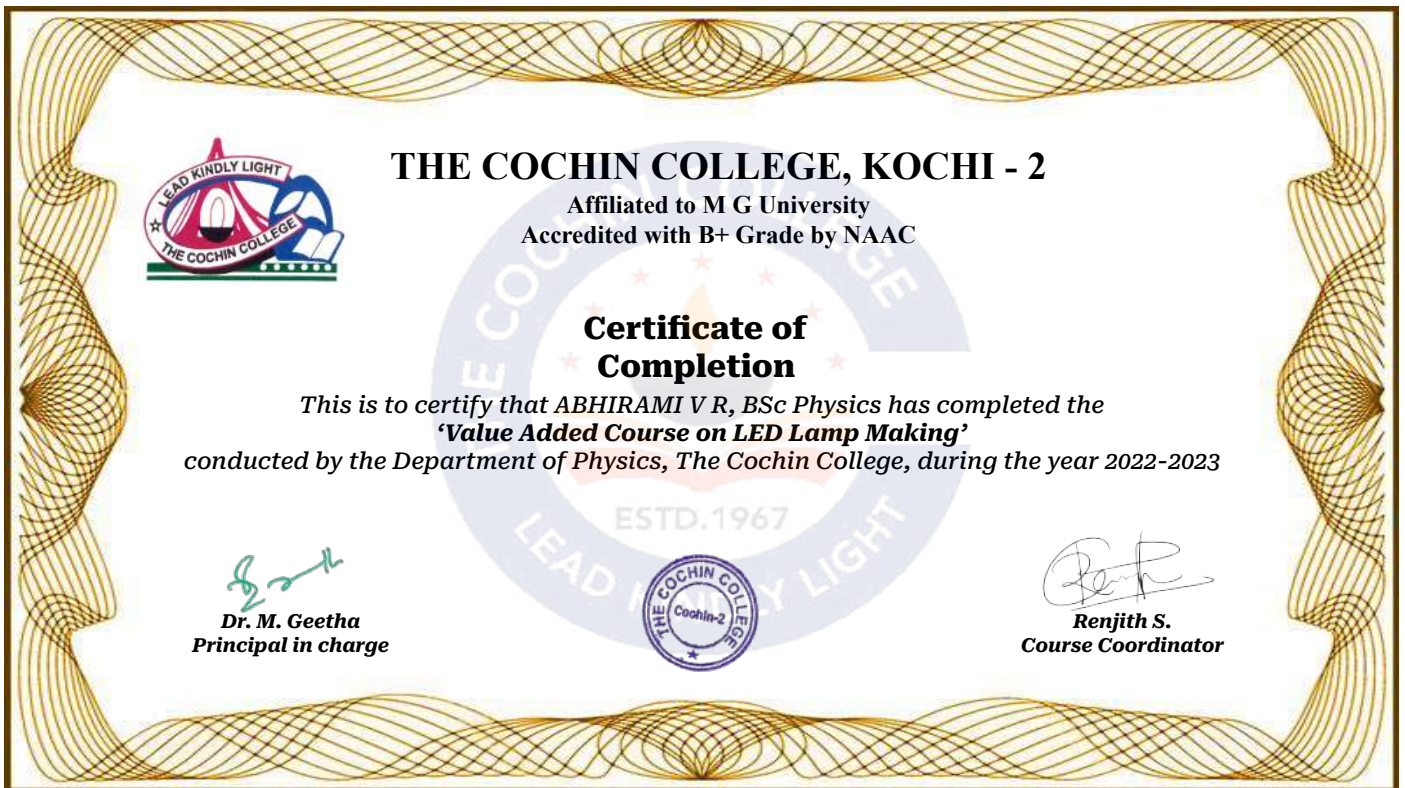 LEAD KINDLY LIGHT
THE COCHIN COLLEGE
THE COCHIN COLLEGE, KOCHI - 2
Affiliated to M G University
Accredited with B+ Grade by NAAC
THE COCHIN COLLEGE
Certificate of
Completion
This is to certify that ABHIRAMI V R, BSc Physics has completed the
‘Value Added Course on LED Lamp Making’
conducted by the Department of Physics, The Cochin College, during the year 2022-2023
ESTD.1967
LEAD KINDLY LIGHT
Dr. M. Geetha
Principal in charge
THE COCHIN COLLEGE
Cochin-2
Renjith S.
Course Coordinator